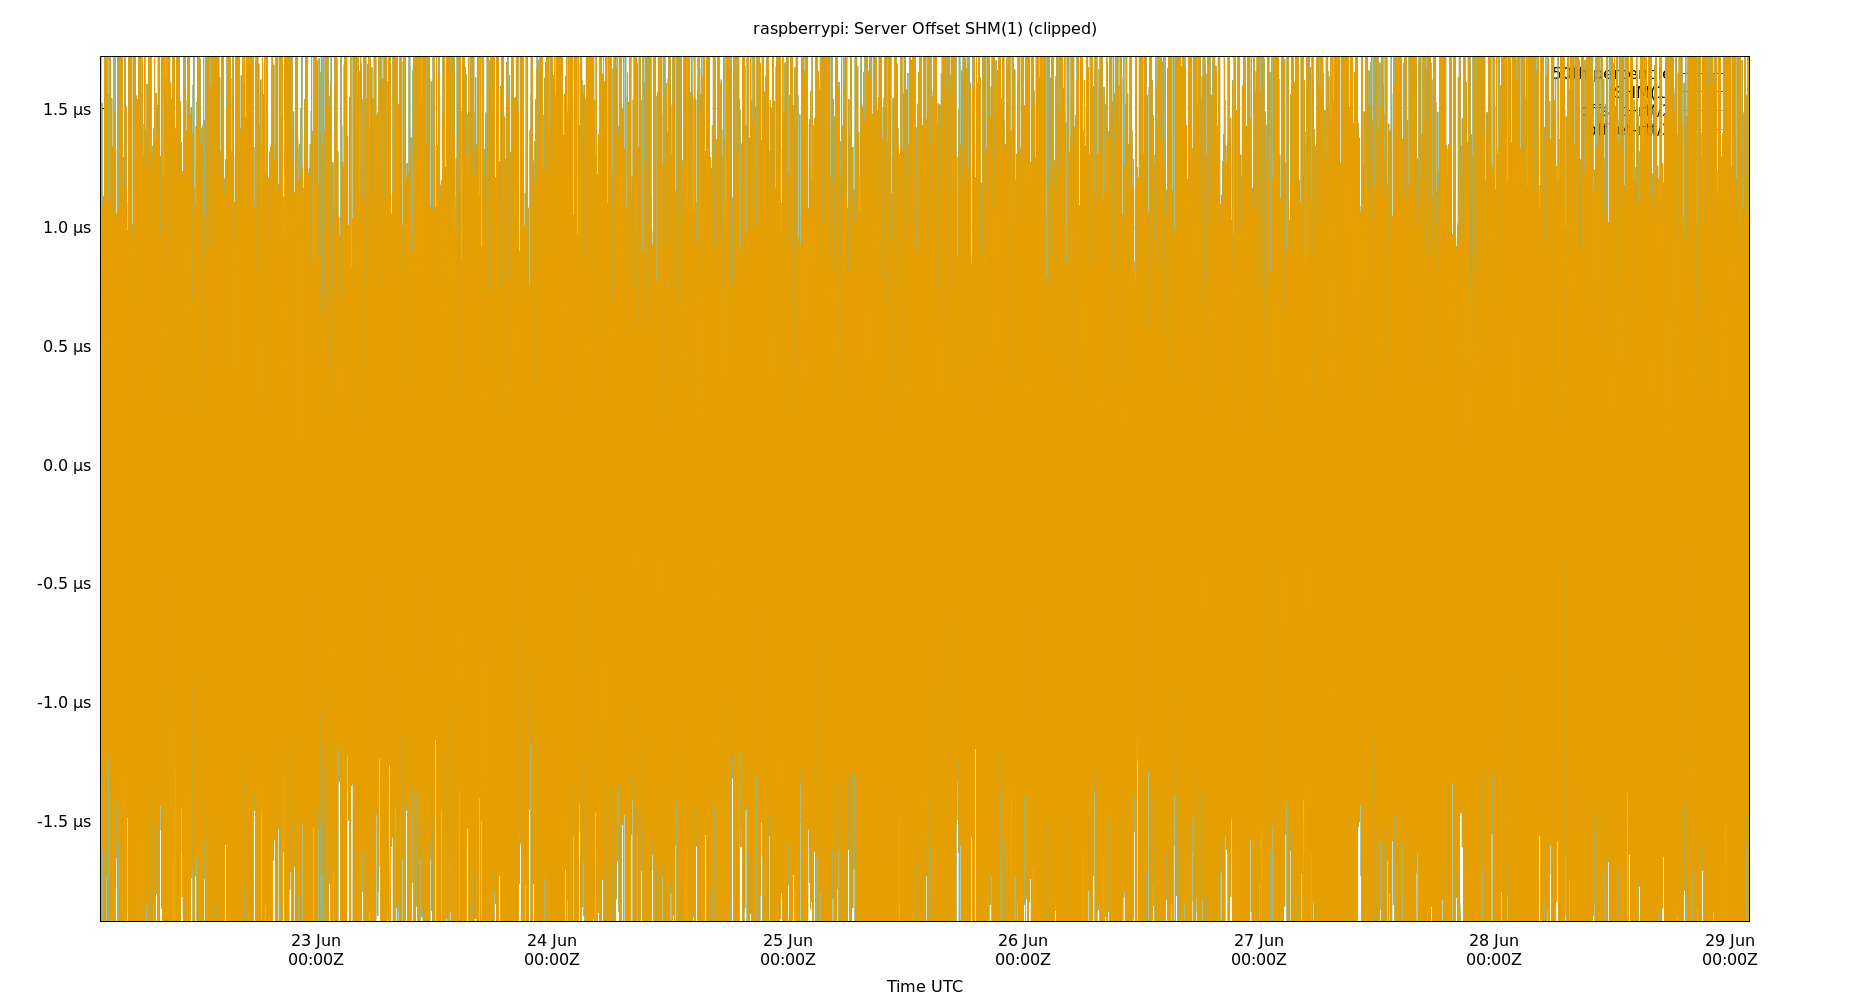 raspberrypi: Server Offset SHM(1) (clipped)
1.5 µs
1.0 µs
0.5 µs
0.0 µs
-0.5 µs
-1.0 µs
-1.5 µs
23 Jun
00:00Z
24 Jun
00:00Z
25 Jun
00:00Z
26 Jun
00:00Z
27 Jun
00:00Z
28 Jun
00:00Z
29 Jun
00:00Z
Time UTC